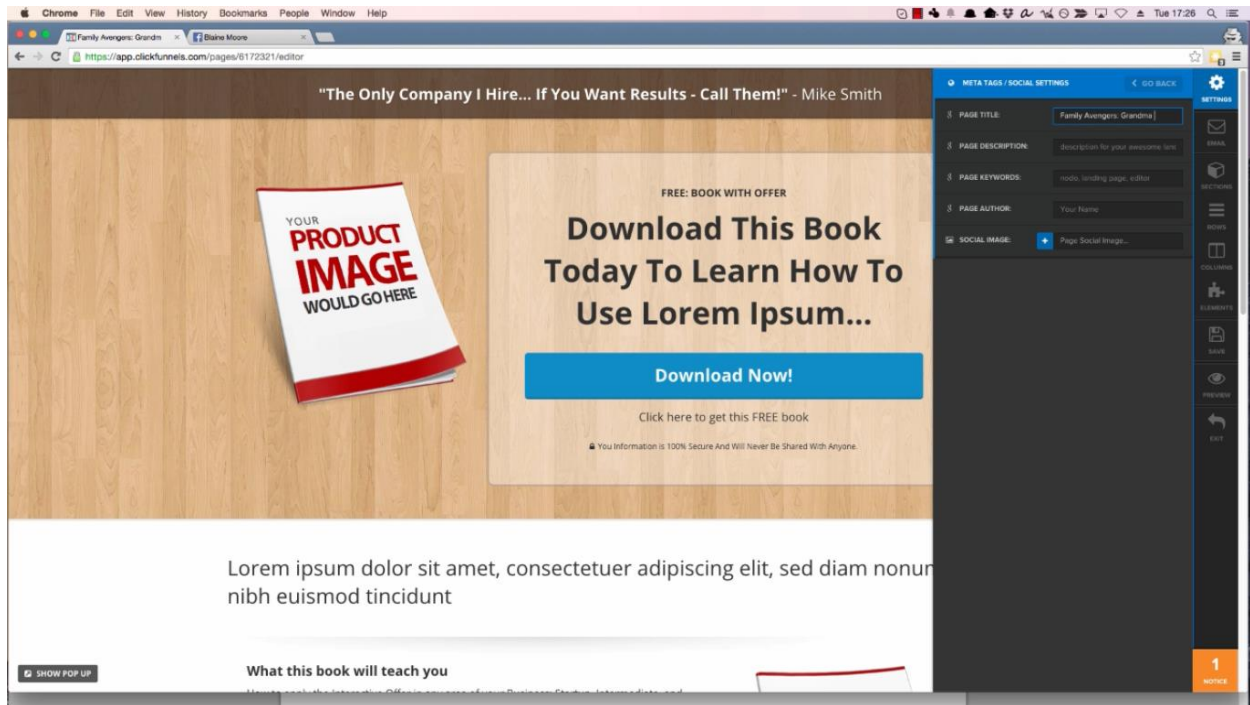 Chrome File Edit View History Bookmarks People Window Help
Tue 17:26
Family Avengers: Grandm
Blaine Moore
https://app.clickfunnels.com/pages/6172321/editor
"The Only Company I Hire... If You Want Results - Call Them!" - Mike Smith
META TAGS / SOCIAL SETTINGS
GO BACK
SETTINGS
PAGE TITLE: Family Avengers: Grandma
EMAIL
PAGE DESCRIPTION: description for your awesome lan
PAGE KEYWORDS: nodo, landing page, editor
SECTIONS
PAGE AUTHOR: Your Name
ROWS
SOCIAL IMAGE: + Page Social Image...
COLUMNS
ELEMENTS
SAVE
PREVIEW
EXIT
YOUR
PRODUCT
IMAGE
WOULD GO HERE
FREE: BOOK WITH OFFER
Download This Book
Today To Learn How To
Use Lorem Ipsum...
Download Now!
Click here to get this FREE book
You Information is 100% Secure And Will Never Be Shared With Anyone.
Lorem ipsum dolor sit amet, consectetuer adipiscing elit, sed diam nonum
nibh euismod tincidunt
What this book will teach you
SHOW POP UP
1
NOTICE